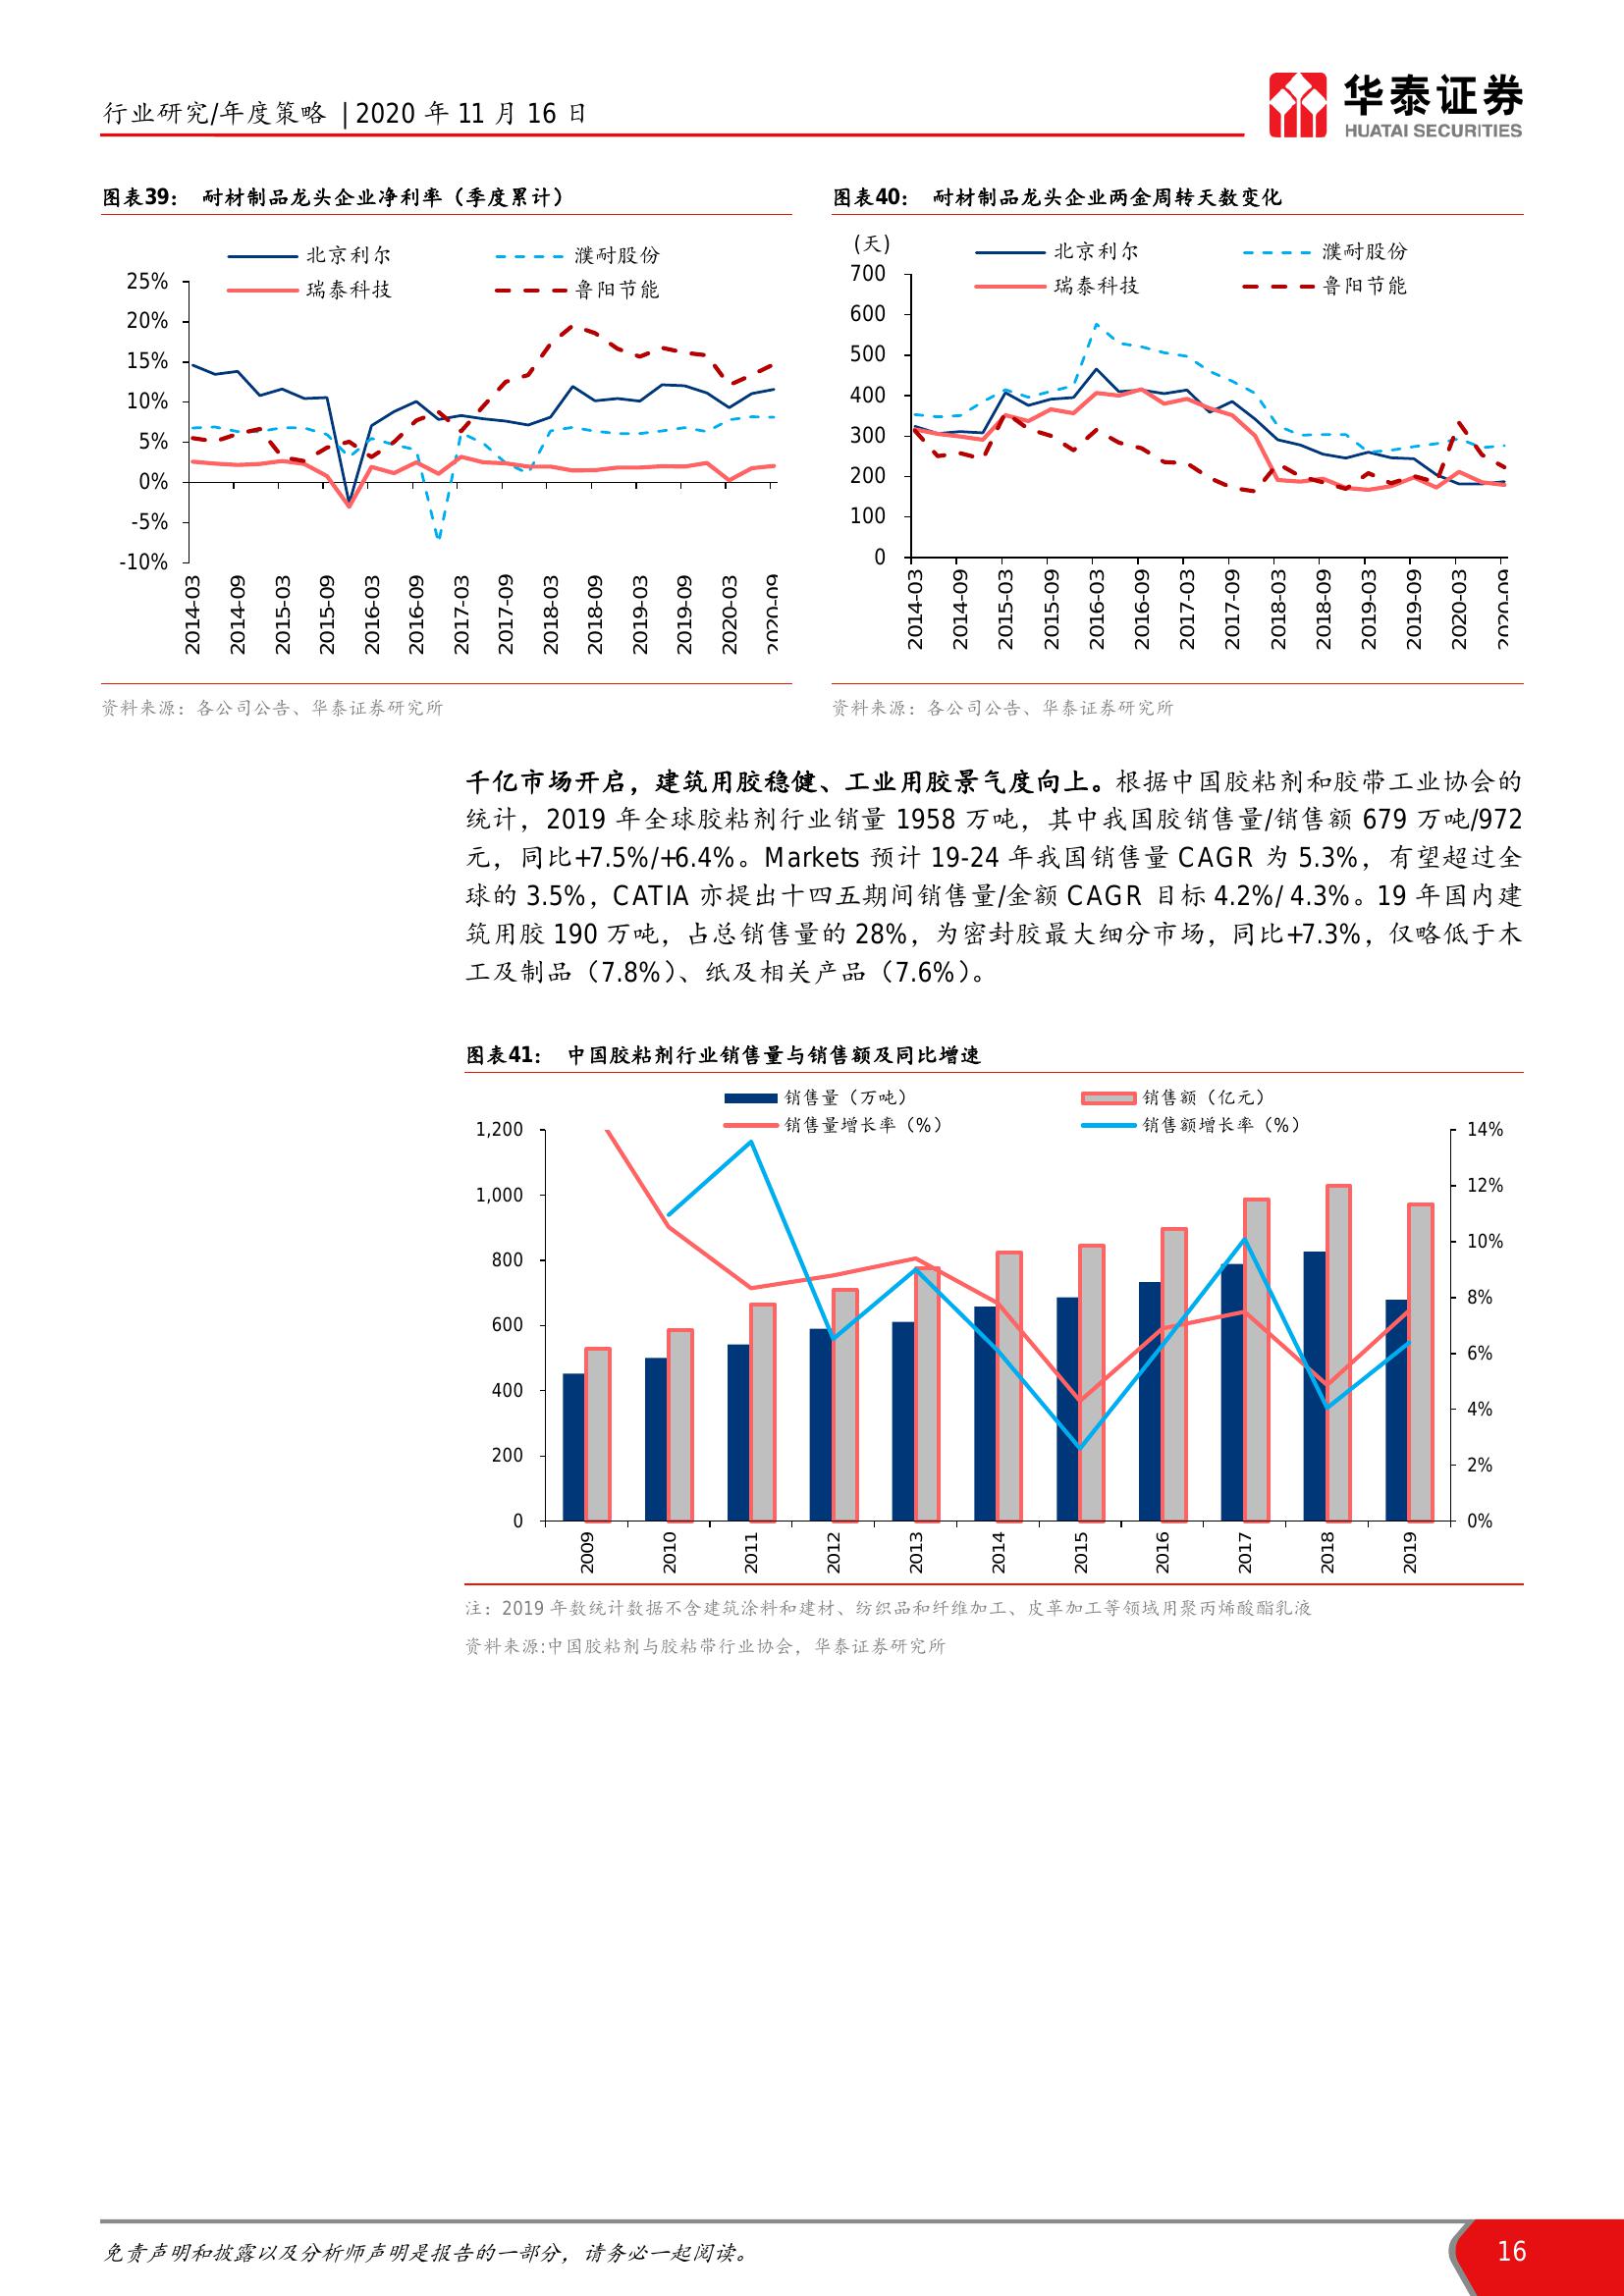 行业研究/年度策略 | 2020 年 11 月 16 日
华泰证券
HUATAI SECURITIES
图表39： 耐材制品龙头企业净利率（季度累计）
北京利尔
濮耐股份
瑞泰科技
鲁阳节能
25%
20%
15%
10%
5%
0%
-5%
-10%
2014-03
2014-09
2015-03
2015-09
2016-03
2016-09
2017-03
2017-09
2018-03
2018-09
2019-03
2019-09
2020-03
2020-09
资料来源：各公司公告、华泰证券研究所
图表40： 耐材制品龙头企业两金周转天数变化
(天)
北京利尔
濮耐股份
瑞泰科技
鲁阳节能
700
600
500
400
300
200
100
0
2014-03
2014-09
2015-03
2015-09
2016-03
2016-09
2017-03
2017-09
2018-03
2018-09
2019-03
2019-09
2020-03
2020-09
资料来源：各公司公告、华泰证券研究所
千亿市场开启，建筑用胶稳健、工业用胶景气度向上。根据中国胶粘剂和胶带工业协会的
统计，2019 年全球胶粘剂行业销量 1958 万吨，其中我国胶销售量/销售额 679 万吨/972
元，同比+7.5%/+6.4%。Markets 预计 19-24 年我国销售量 CAGR 为 5.3%，有望超过全
球的 3.5%，CATIA 亦提出十四五期间销售量/金额 CAGR 目标 4.2%/ 4.3%。19 年国内建
筑用胶 190 万吨，占总销售量的 28%，为密封胶最大细分市场，同比+7.3%，仅略低于木
工及制品（7.8%）、纸及相关产品（7.6%）。
图表41： 中国胶粘剂行业销售量与销售额及同比增速
销售量（万吨）
销售额（亿元）
销售量增长率（%）
销售额增长率（%）
1,200
1,000
800
600
400
200
0
14%
12%
10%
8%
6%
4%
2%
0%
2009
2010
2011
2012
2013
2014
2015
2016
2017
2018
2019
注：2019 年数统计数据不含建筑涂料和建材、纺织品和纤维加工、皮革加工等领域用聚丙烯酸酯乳液
资料来源:中国胶粘剂与胶粘带行业协会，华泰证券研究所
免责声明和披露以及分析师声明是报告的一部分，请务必一起阅读。
16